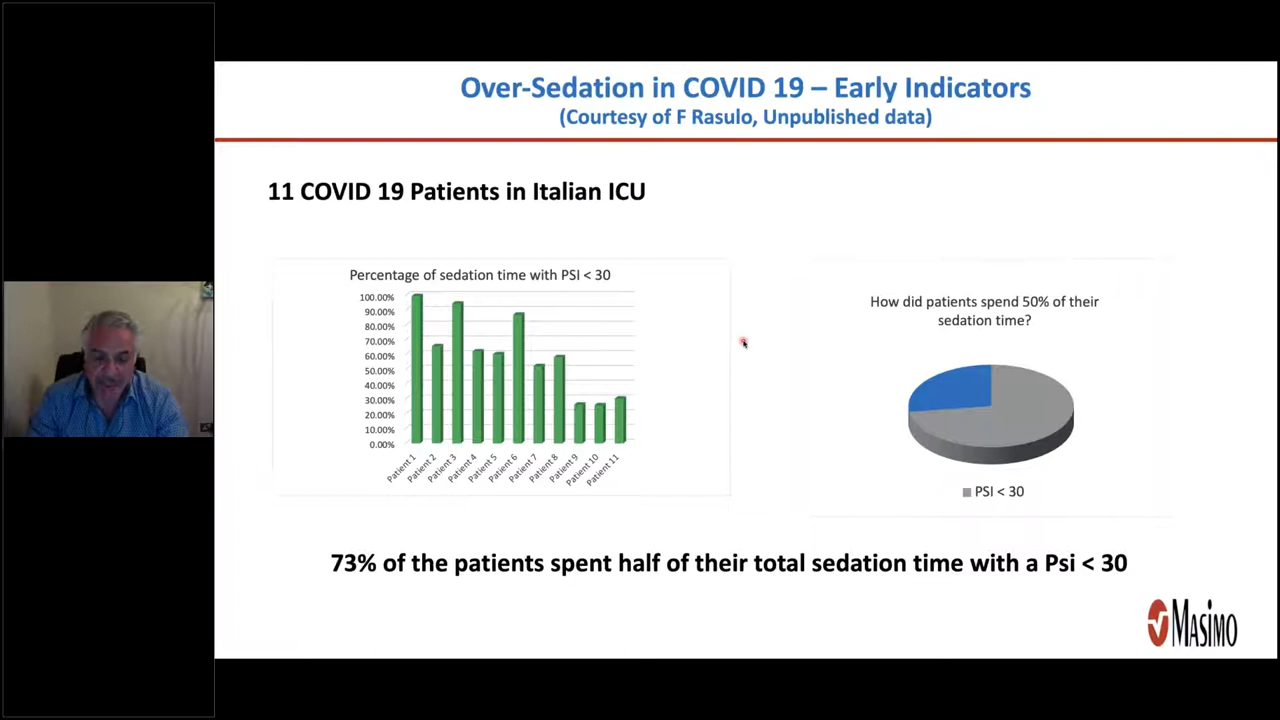 Over-Sedation in COVID 19 – Early Indicators
(Courtesy of F Rasulo, Unpublished data)
11 COVID 19 Patients in Italian ICU
Percentage of sedation time with PSI < 30
100.00%
90.00%
80.00%
70.00%
60.00%
50.00%
40.00%
30.00%
20.00%
10.00%
0.00%
Patient 1
Patient 2
Patient 3
Patient 4
Patient 5
Patient 6
Patient 7
Patient 8
Patient 9
Patient 10
Patient 11
How did patients spend 50% of their
sedation time?
PSI < 30
73% of the patients spent half of their total sedation time with a Psi < 30
Masimo